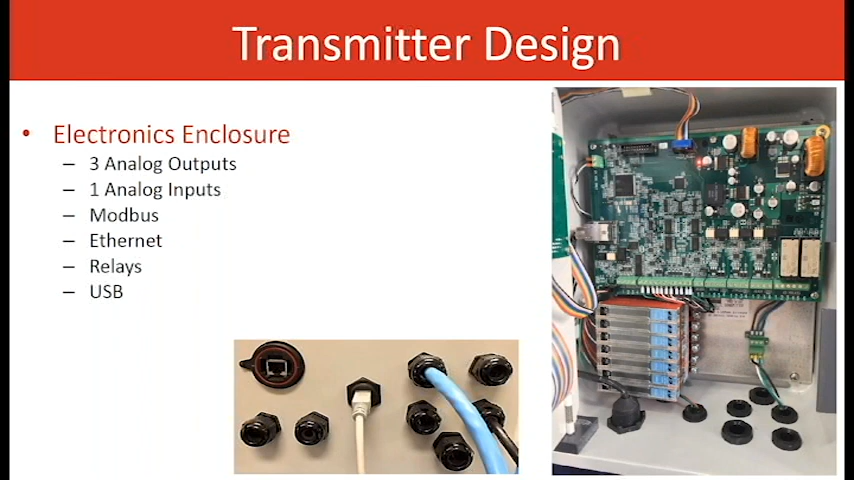 Transmitter Design
• Electronics Enclosure
– 3 Analog Outputs
– 1 Analog Inputs
– Modbus
– Ethernet
– Relays
– USB